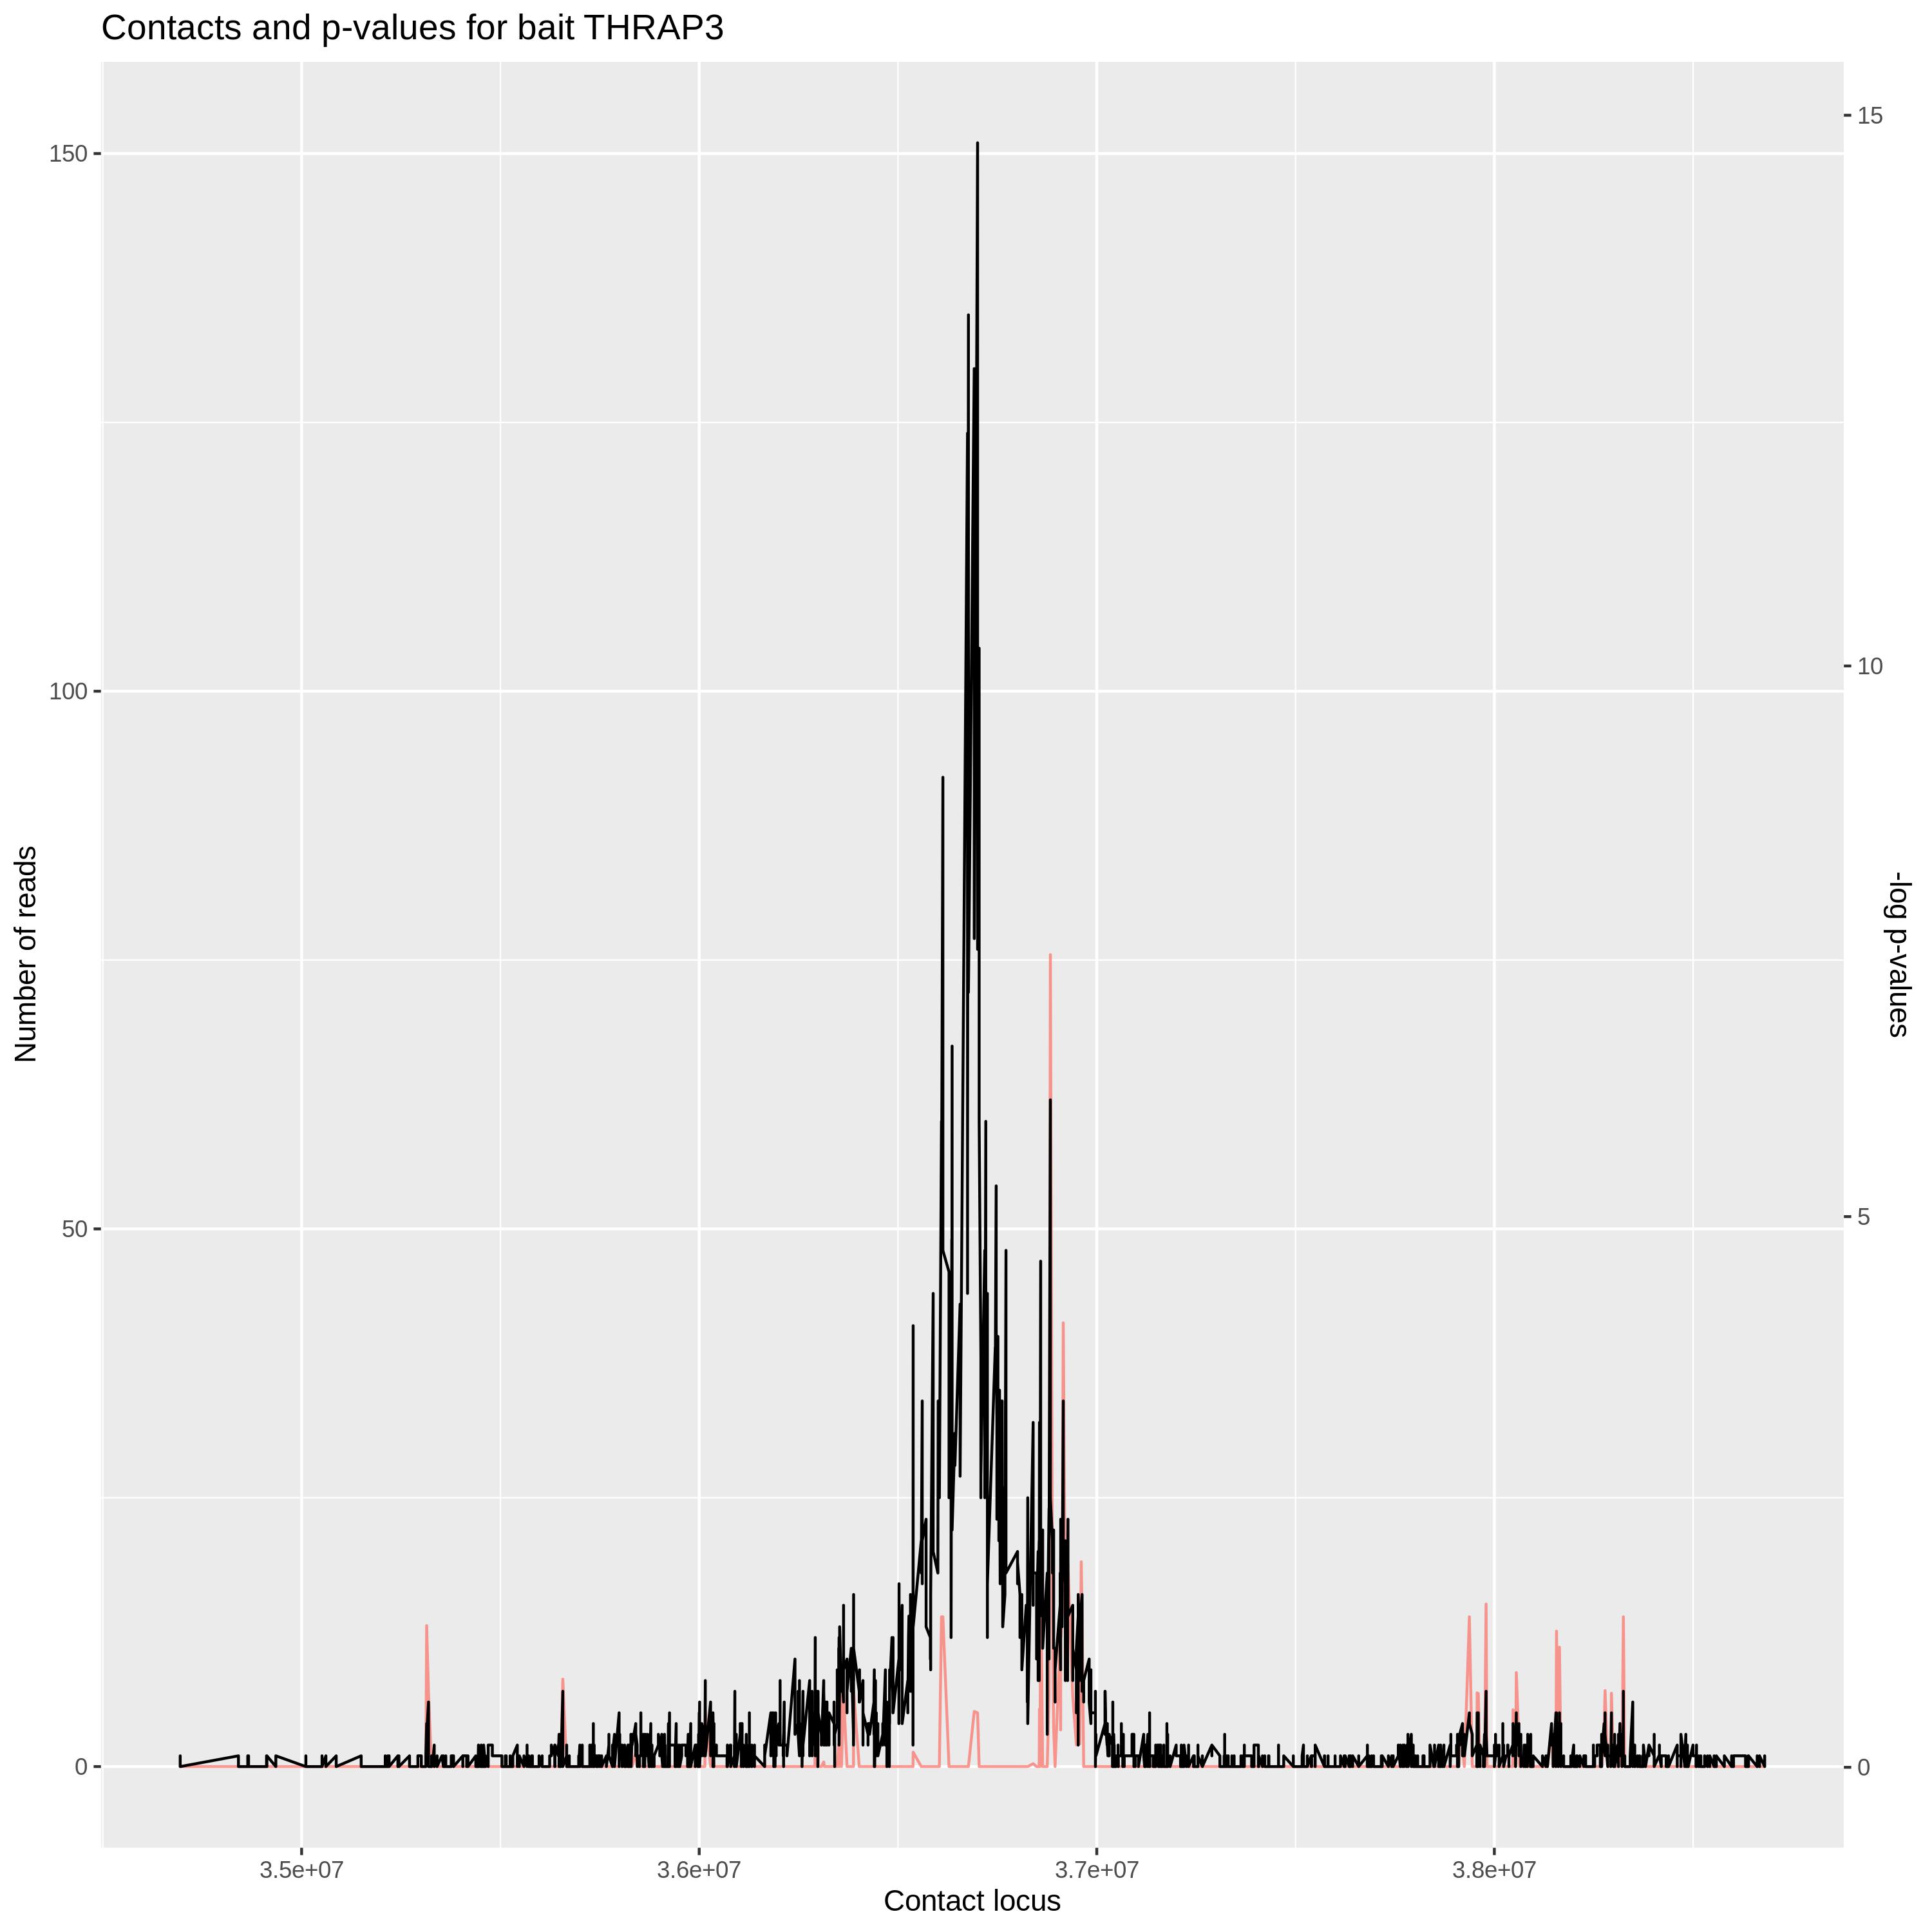 Contacts and p-values for bait THRAP3
150
100
50
0
Number of reads
15
10
5
0
-log p-values
3.5e+07
3.6e+07
3.7e+07
3.8e+07
Contact locus